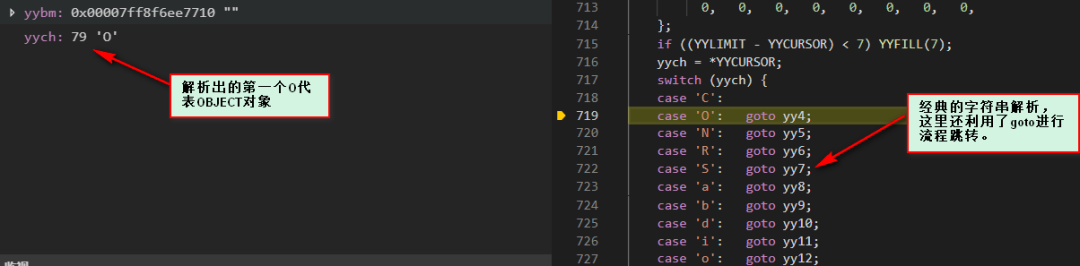 yybm: 0x00007ff8f6ee7710 ""
yych: 79 'O'
解析出的第一个O代
表OBJECT对象
713 0, 0, 0, 0, 0, 0, 0, 0,
714 };
715 if ((YYLIMIT - YYCURSOR) < 7) YYFILL(7);
716 yych = *YYCURSOR;
717 switch (yych) {
718 case 'C':
719 case 'O': goto yy4;
720 case 'N': goto yy5;
721 case 'R': goto yy6;
722 case 'S': goto yy7;
723 case 'a': goto yy8;
724 case 'b': goto yy9;
725 case 'd': goto yy10;
726 case 'i': goto yy11;
727 case 'o': goto yy12;
经典的字符串解析，
这里还利用了goto进行
流程跳转。